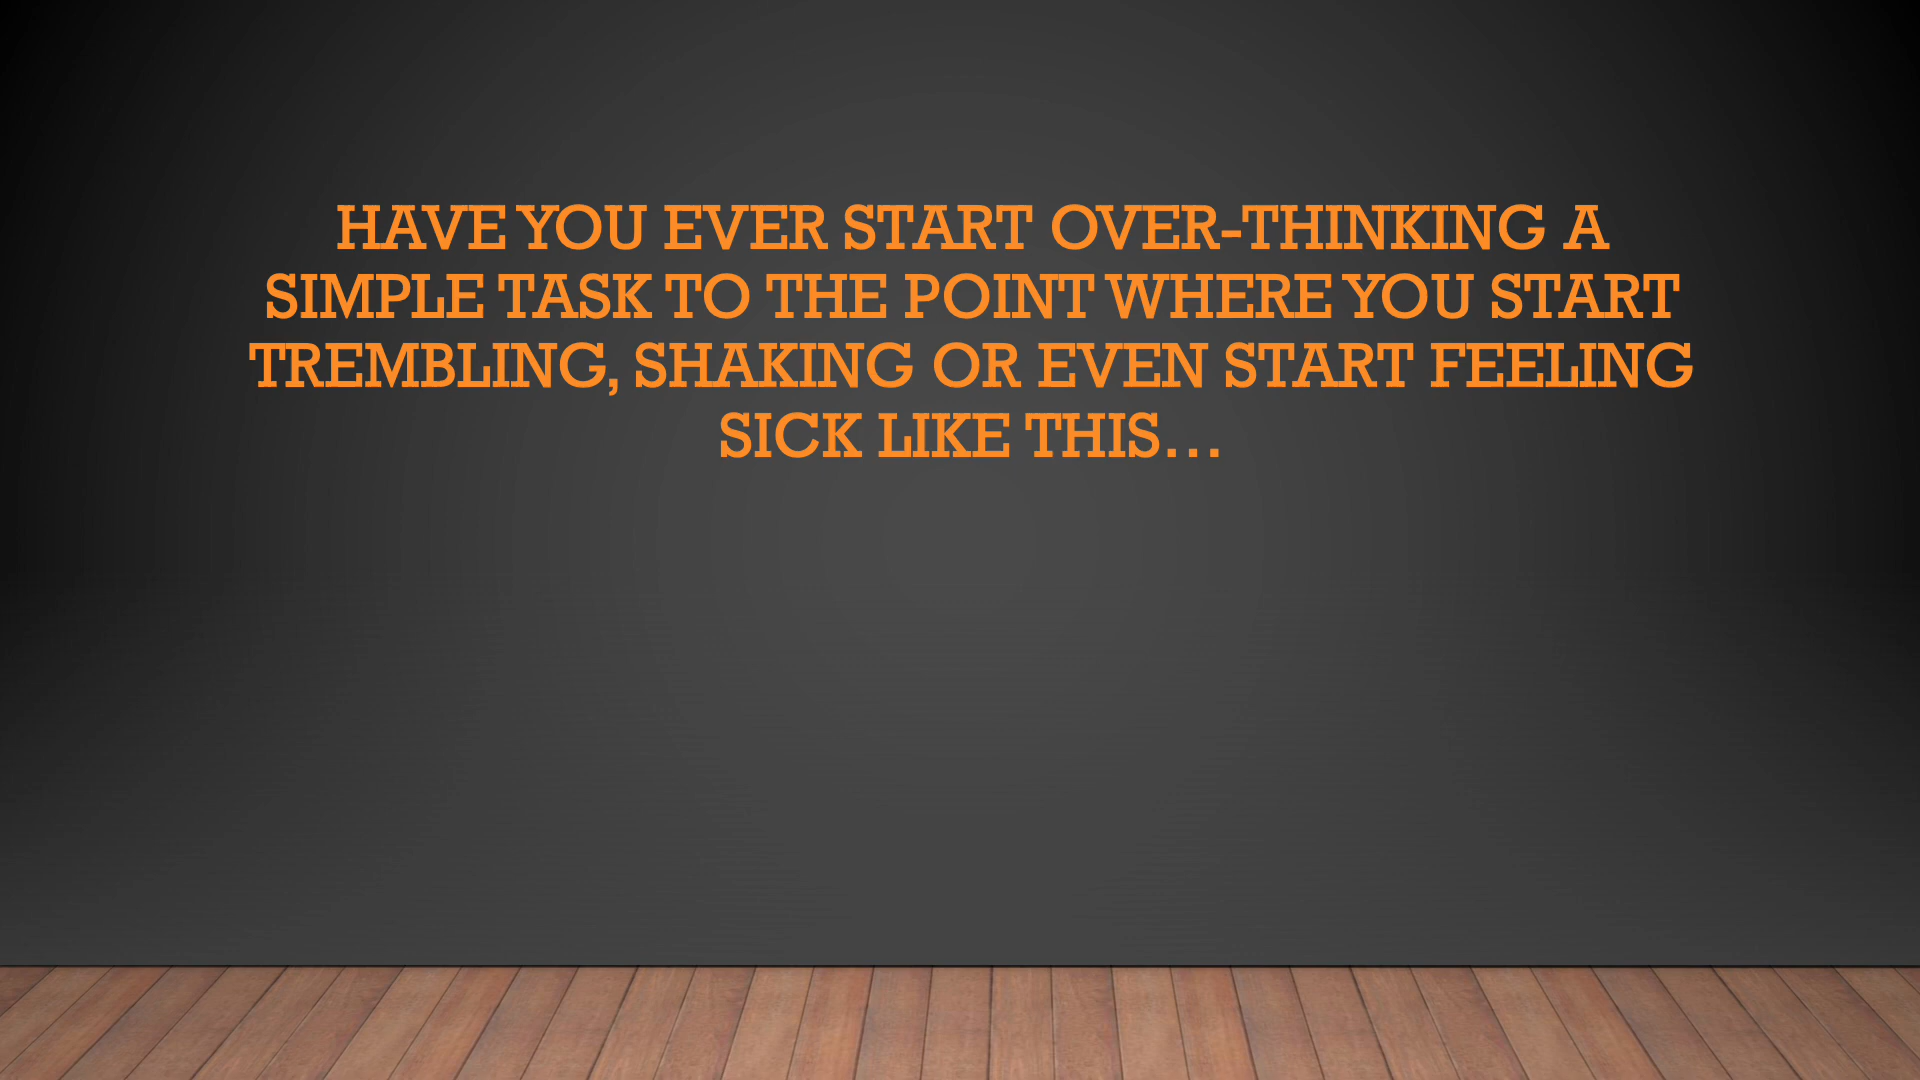 HAVE YOU EVER START OVER-THINKING A
SIMPLE TASK TO THE POINT WHERE YOU START
TREMBLING, SHAKING OR EVEN START FEELING
SICK LIKE THIS…